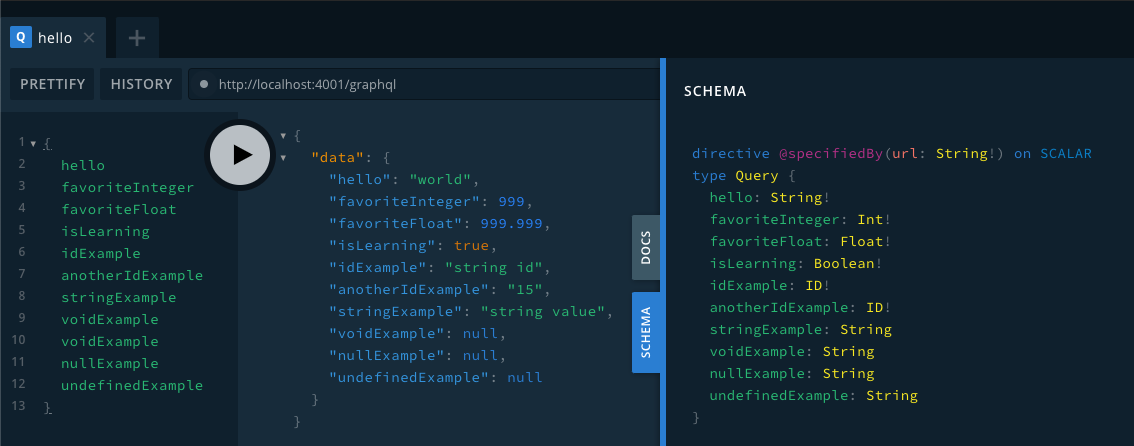 Q hello ✕ +
PRETTIFY HISTORY http://localhost:4001/graphql
1 {
2 hello
3 favoriteInteger
4 favoriteFloat
5 isLearning
6 idExample
7 anotherIdExample
8 stringExample
9 voidExample
10 voidExample
11 nullExample
12 undefinedExample
13 }
{
"data": {
"hello": "world",
"favoriteInteger": 999,
"favoriteFloat": 999.999,
"isLearning": true,
"idExample": "string id",
"anotherIdExample": "15",
"stringExample": "string value",
"voidExample": null,
"nullExample": null,
"undefinedExample": null
}
}
DOCS
SCHEMA
SCHEMA
directive @specifiedBy(url: String!) on SCALAR
type Query {
hello: String!
favoriteInteger: Int!
favoriteFloat: Float!
isLearning: Boolean!
idExample: ID!
anotherIdExample: ID!
stringExample: String
voidExample: String
nullExample: String
undefinedExample: String
}